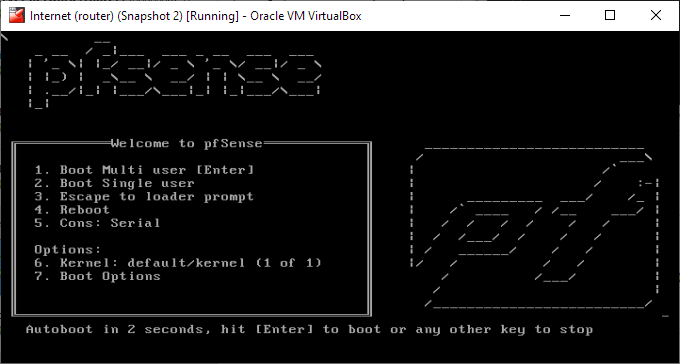 Internet (router) (Snapshot 2) [Running] - Oracle VM VirtualBox
pfsense
Welcome to pfSense
1. Boot Multi user [Enter]
2. Boot Single user
3. Escape to loader prompt
4. Reboot
5. Cons: Serial
Options:
6. Kernel: default/kernel (1 of 1)
7. Boot Options
pf
Autoboot in 2 seconds, hit [Enter] to boot or any other key to stop